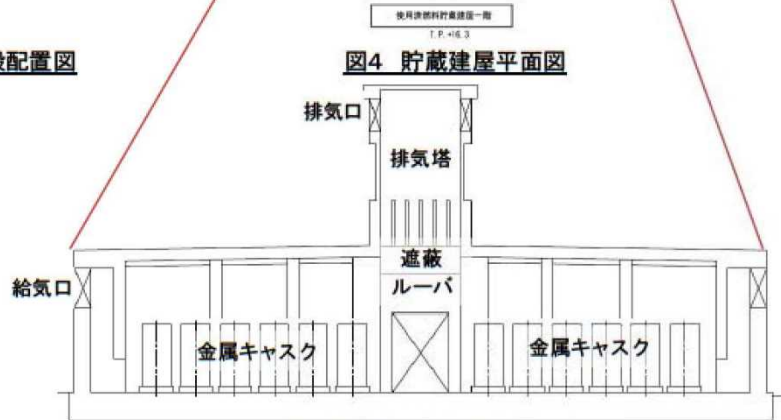 使用済燃料貯蔵建屋一階
T.P.+16.3
配置図
図4 貯蔵建屋平面図
排気口
排気塔
遮蔽
ルーバ
給気口
金属キャスク
金属キャスク